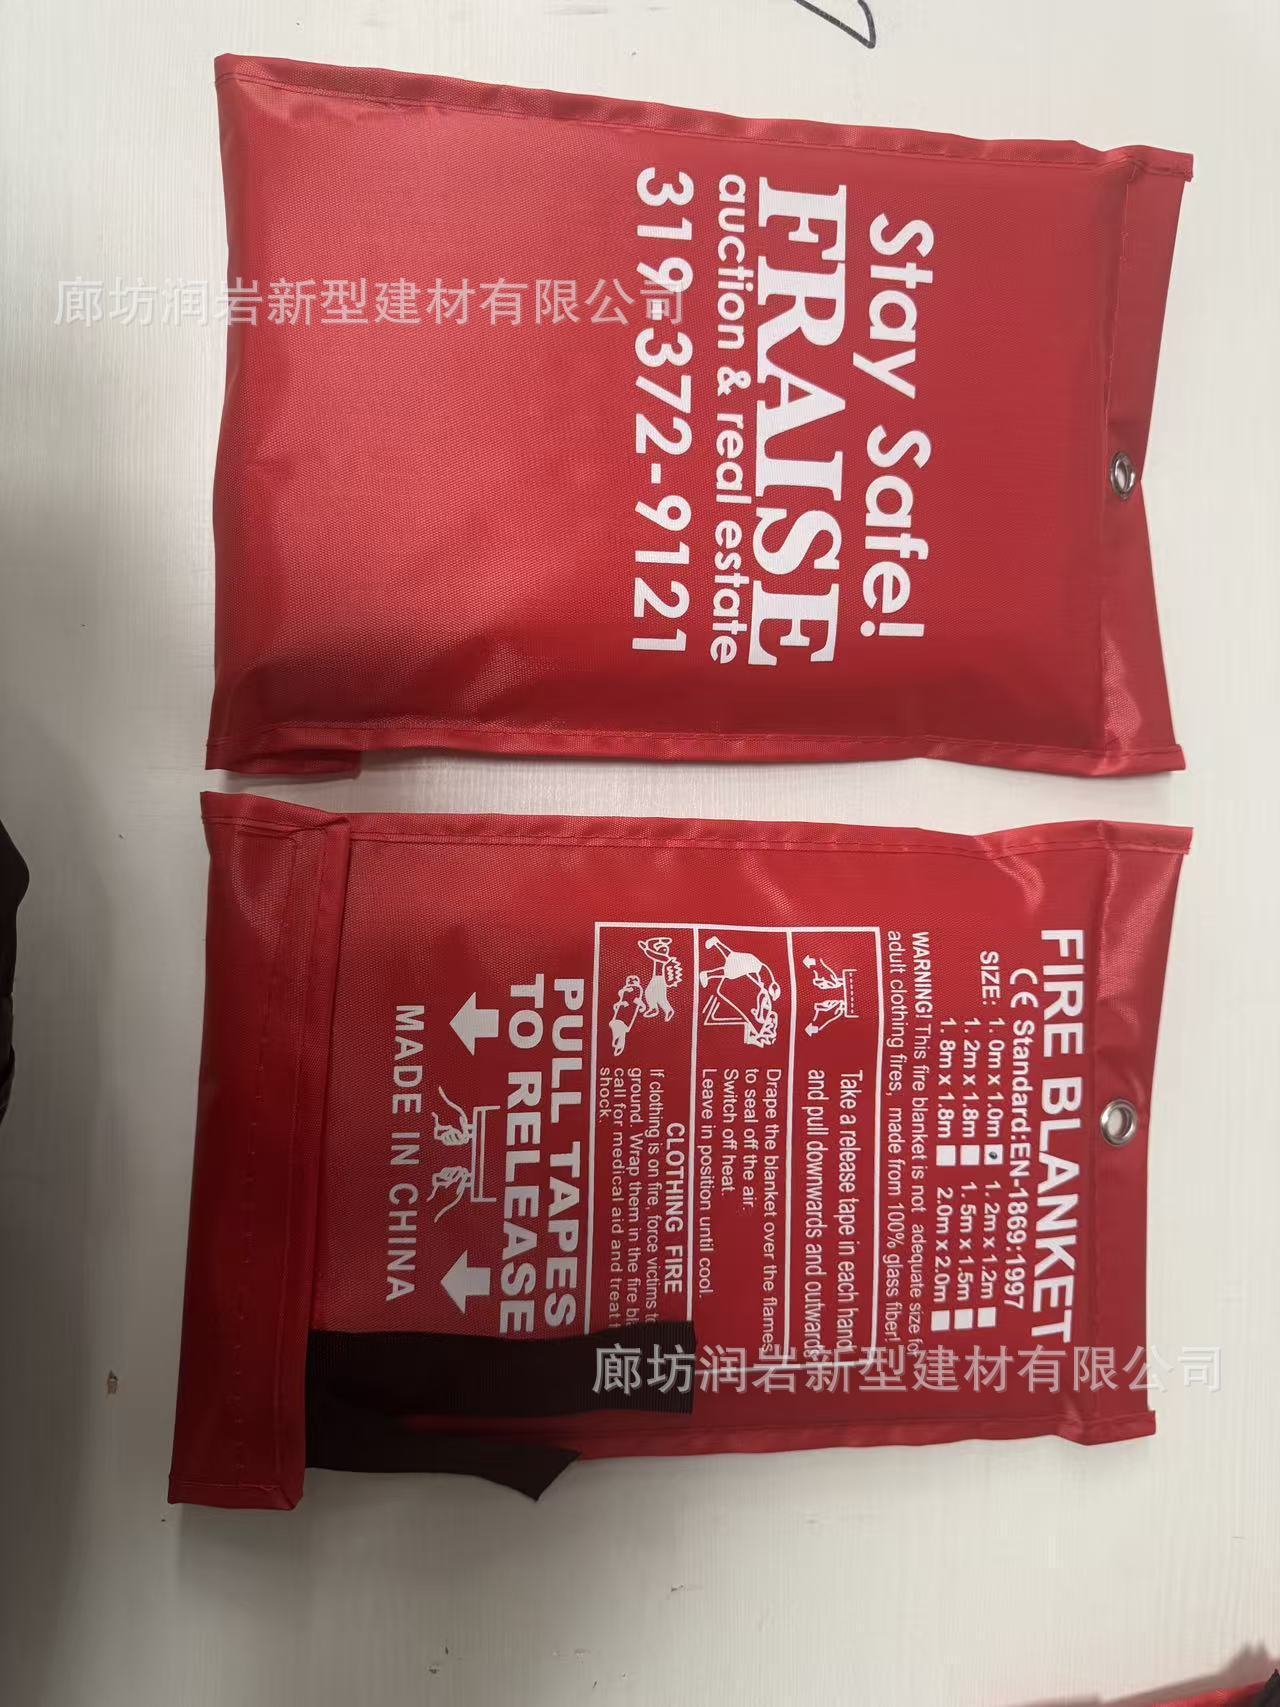 Stay Safe!
FRAISE
auction & real estate
319-372-9121
廊坊润岩新型建材有限公司
FIRE BLANKET
CE Standard:EN-1869:1997
SIZE: 1.0m x 1.0m 1.2m x 1.2m
1.2m x 1.8m 1.5m x 1.5m
1.8m x 1.8m 2.0m x 2.0m
WARNING! This fire blanket is not adequate size for
adult clothing fires, made from 100% glass fiber!
Take a release tape in each hand
and pull downwards and outwards
Drape the blanket over the flames
to seal off the air.
Switch off heat.
Leave in position until cool.
CLOTHING FIRE
If clothing is on fire, force victims to
ground. Wrap them in the fire
call for medical aid and treat
shock.
PULL TAPES
TO RELEASE
MADE IN CHINA
廊坊润岩新型建材有限公司